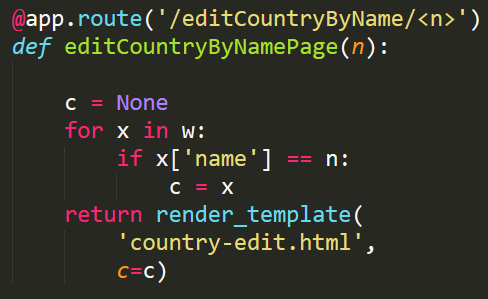 @app.route('/editCountryByName/<n>')
def editCountryByNamePage(n):
    c = None
    for x in w:
        if x['name'] == n:
            c = x
    return render_template(
        'country-edit.html',
        c=c)